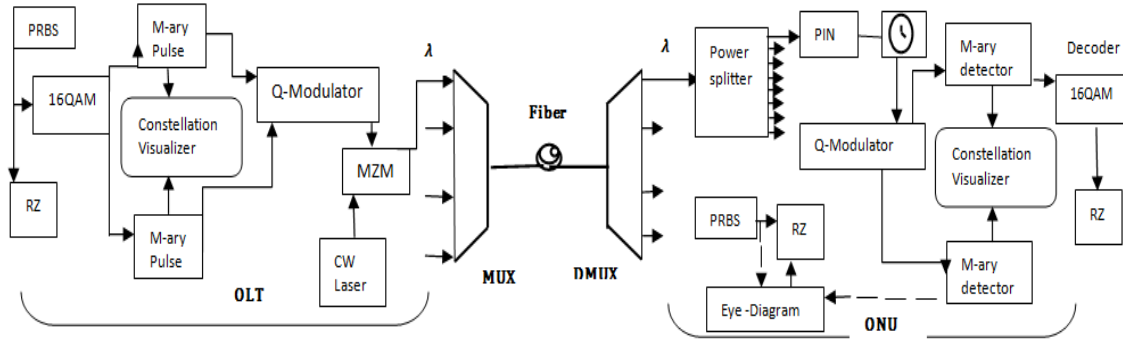 PRBS
16QAM
RZ
M-ary
Pulse
Constellation
Visualizer
M-ary
Pulse
Q-Modulator
MZM
CW
Laser
OLT
λ
MUX
Fiber
DMUX
λ
Power
splitter
PIN
Q-Modulator
M-ary
detector
Constellation
Visualizer
M-ary
detector
Decoder
16QAM
RZ
PRBS
RZ
Eye -Diagram
ONU